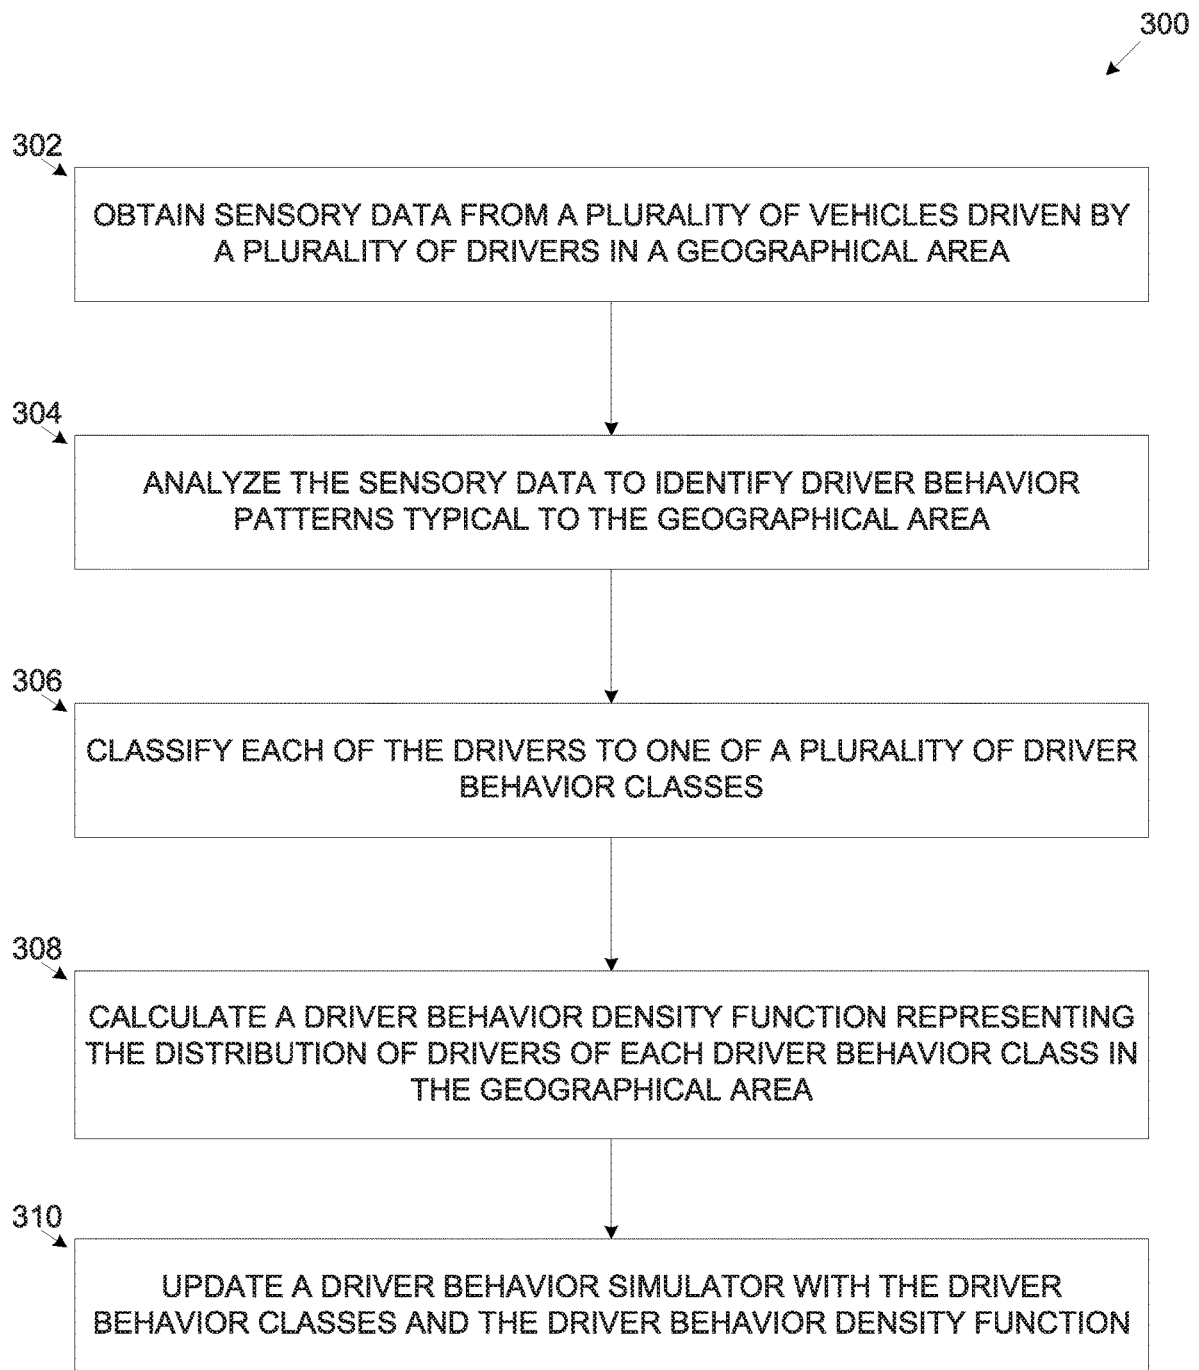 300
302
OBTAIN SENSORY DATA FROM A PLURALITY OF VEHICLES DRIVEN BY
A PLURALITY OF DRIVERS IN A GEOGRAPHICAL AREA
304
ANALYZE THE SENSORY DATA TO IDENTIFY DRIVER BEHAVIOR
PATTERNS TYPICAL TO THE GEOGRAPHICAL AREA
306
CLASSIFY EACH OF THE DRIVERS TO ONE OF A PLURALITY OF DRIVER
BEHAVIOR CLASSES
308
CALCULATE A DRIVER BEHAVIOR DENSITY FUNCTION REPRESENTING
THE DISTRIBUTION OF DRIVERS OF EACH DRIVER BEHAVIOR CLASS IN
THE GEOGRAPHICAL AREA
310
UPDATE A DRIVER BEHAVIOR SIMULATOR WITH THE DRIVER
BEHAVIOR CLASSES AND THE DRIVER BEHAVIOR DENSITY FUNCTION